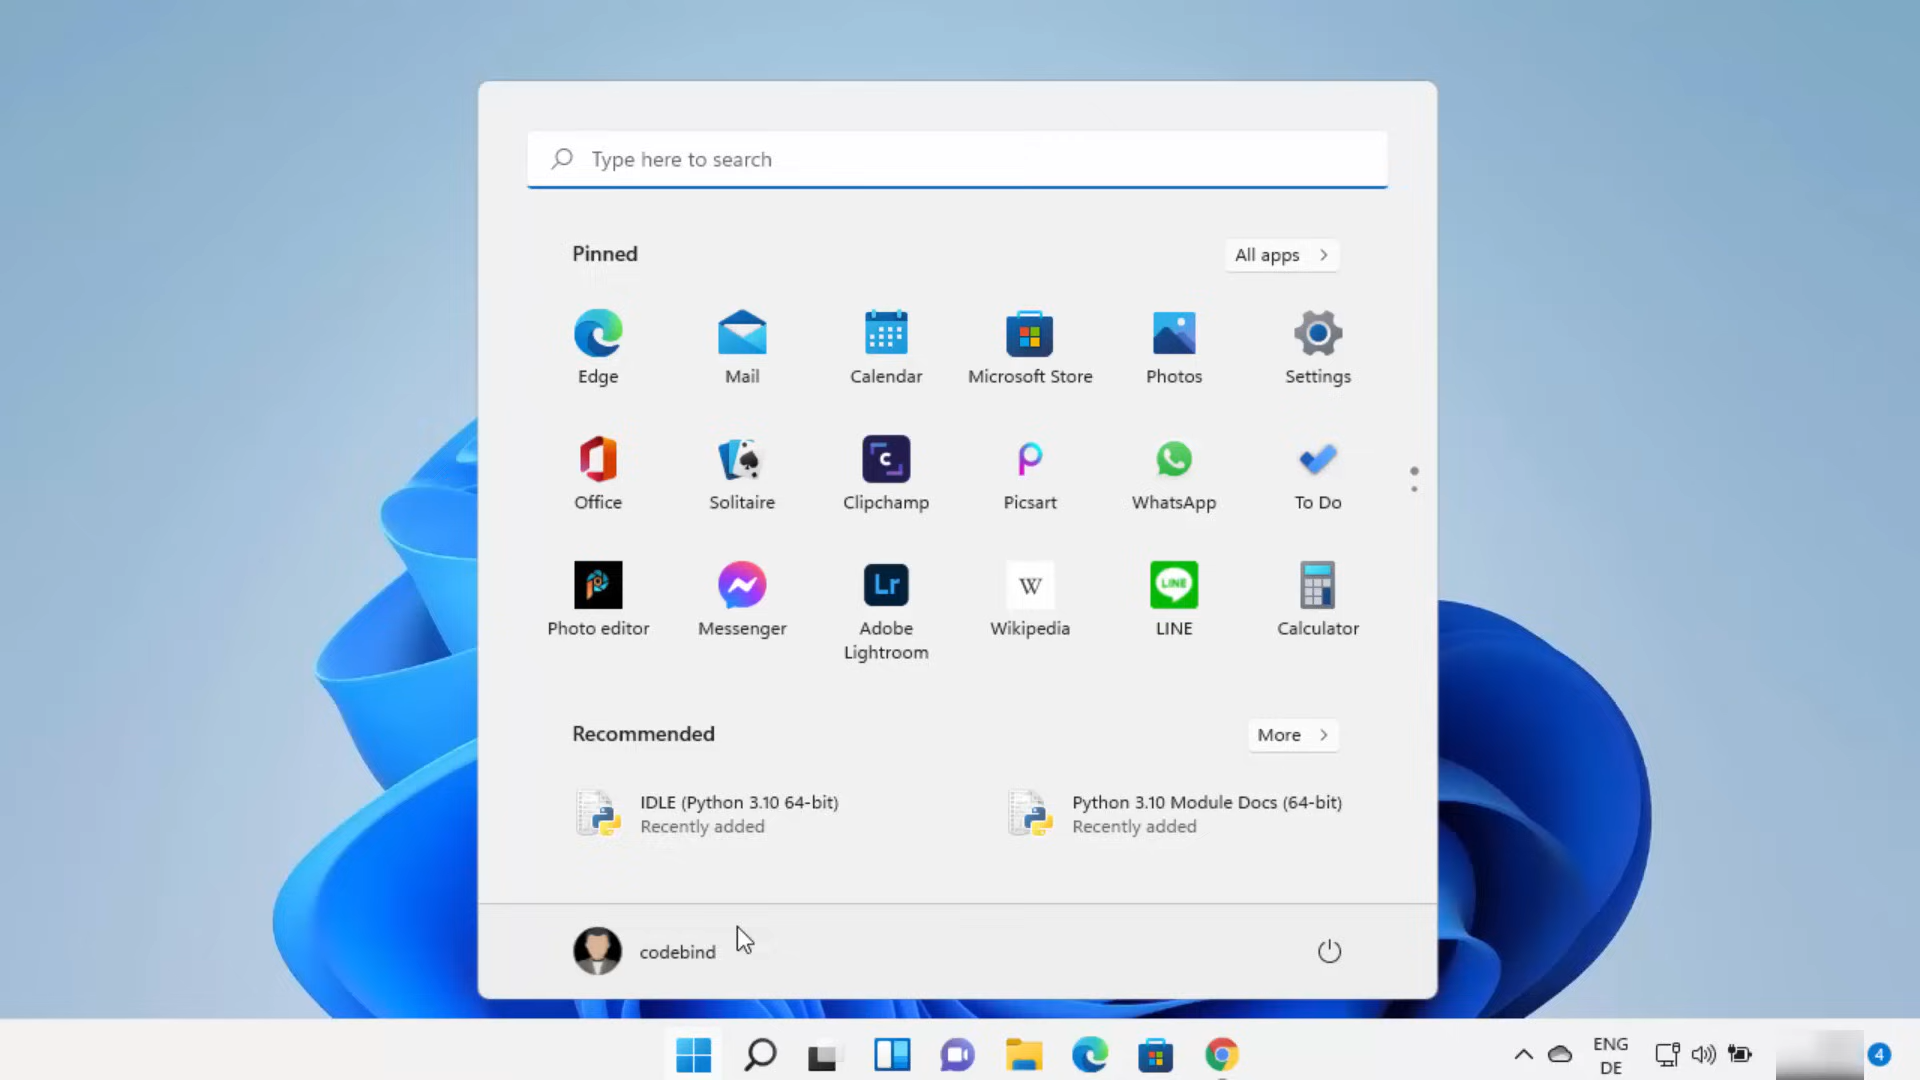 Type here to search
Pinned
All apps
Edge
Mail
Calendar
Microsoft Store
Photos
Settings
Office
Solitaire
Clipchamp
Picsart
WhatsApp
To Do
Photo editor
Messenger
Lr
Adobe
Lightroom
W
Wikipedia
LINE
LINE
Calculator
Recommended
More
IDLE (Python 3.10 64-bit)
Recently added
Python 3.10 Module Docs (64-bit)
Recently added
codebind
ENG
DE
4